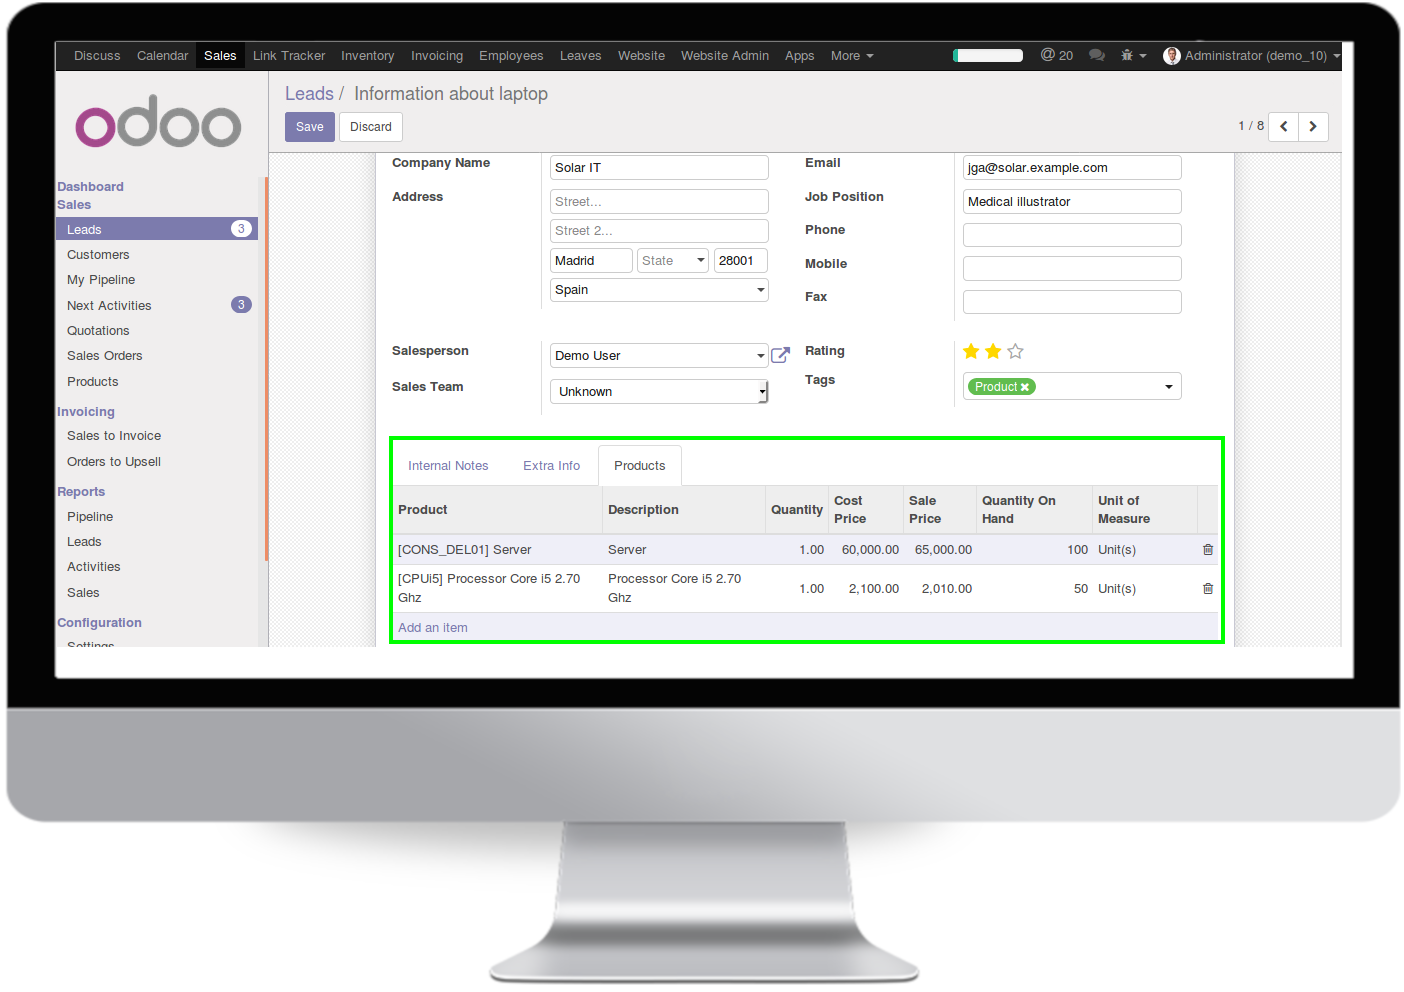 Discuss Calendar Sales Link Tracker Inventory Invoicing Employees Leaves Website Website Admin Apps More @ 20 Administrator (demo_10)
odoo
Leads / Information about laptop
Save Discard
1 / 8
Dashboard
Sales
Leads 3
Customers
My Pipeline
Next Activities 3
Quotations
Sales Orders
Products
Invoicing
Sales to Invoice
Orders to Upsell
Reports
Pipeline
Leads
Activities
Sales
Configuration
Settings
Company Name Solar IT
Address Street...
Street 2...
Madrid State 28001
Spain
Email jga@solar.example.com
Job Position Medical illustrator
Phone
Mobile
Fax
Salesperson Demo User
Sales Team Unknown
Rating
Tags Product
Internal Notes Extra Info Products
Product Description Quantity Cost Price Sale Price Quantity On Hand Unit of Measure
[CONS_DEL01] Server Server 1.00 60,000.00 65,000.00 100 Unit(s)
[CPUi5] Processor Core i5 2.70 Ghz Processor Core i5 2.70 Ghz 1.00 2,100.00 2,010.00 50 Unit(s)
Add an item